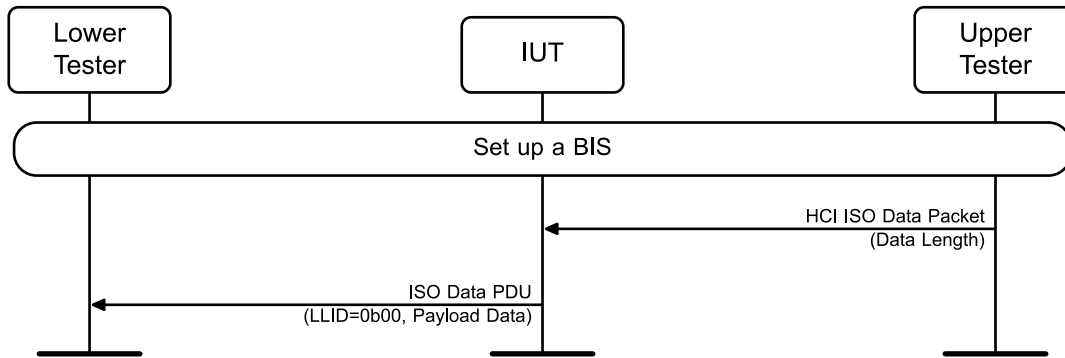 Lower
Tester
IUT
Upper
Tester
Set up a BIS
HCI ISO Data Packet
(Data Length)
ISO Data PDU
(LLID=0b00, Payload Data)